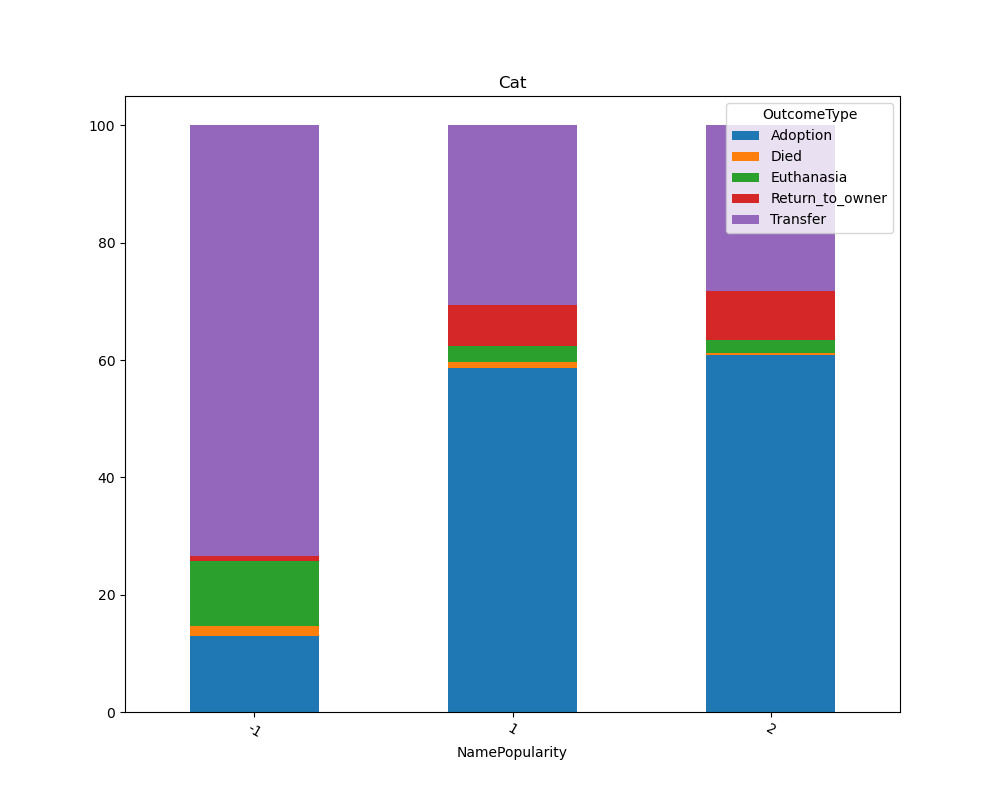 Cat
OutcomeType
Adoption
Died
Euthanasia
Return_to_owner
Transfer
100
80
60
40
20
0
-1
1
2
NamePopularity